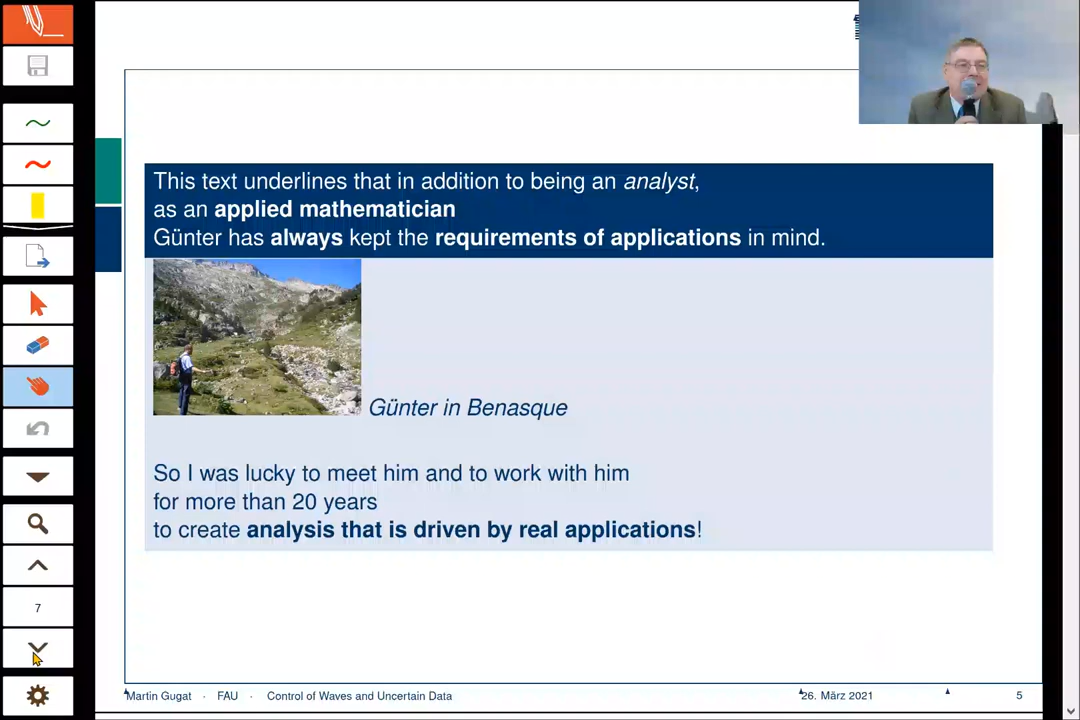 This text underlines that in addition to being an analyst,
as an applied mathematician
Günter has always kept the requirements of applications in mind.
Günter in Benasque
So I was lucky to meet him and to work with him
for more than 20 years
to create analysis that is driven by real applications!
7
Martin Gugat · FAU · Control of Waves and Uncertain Data 26. März 2021 5